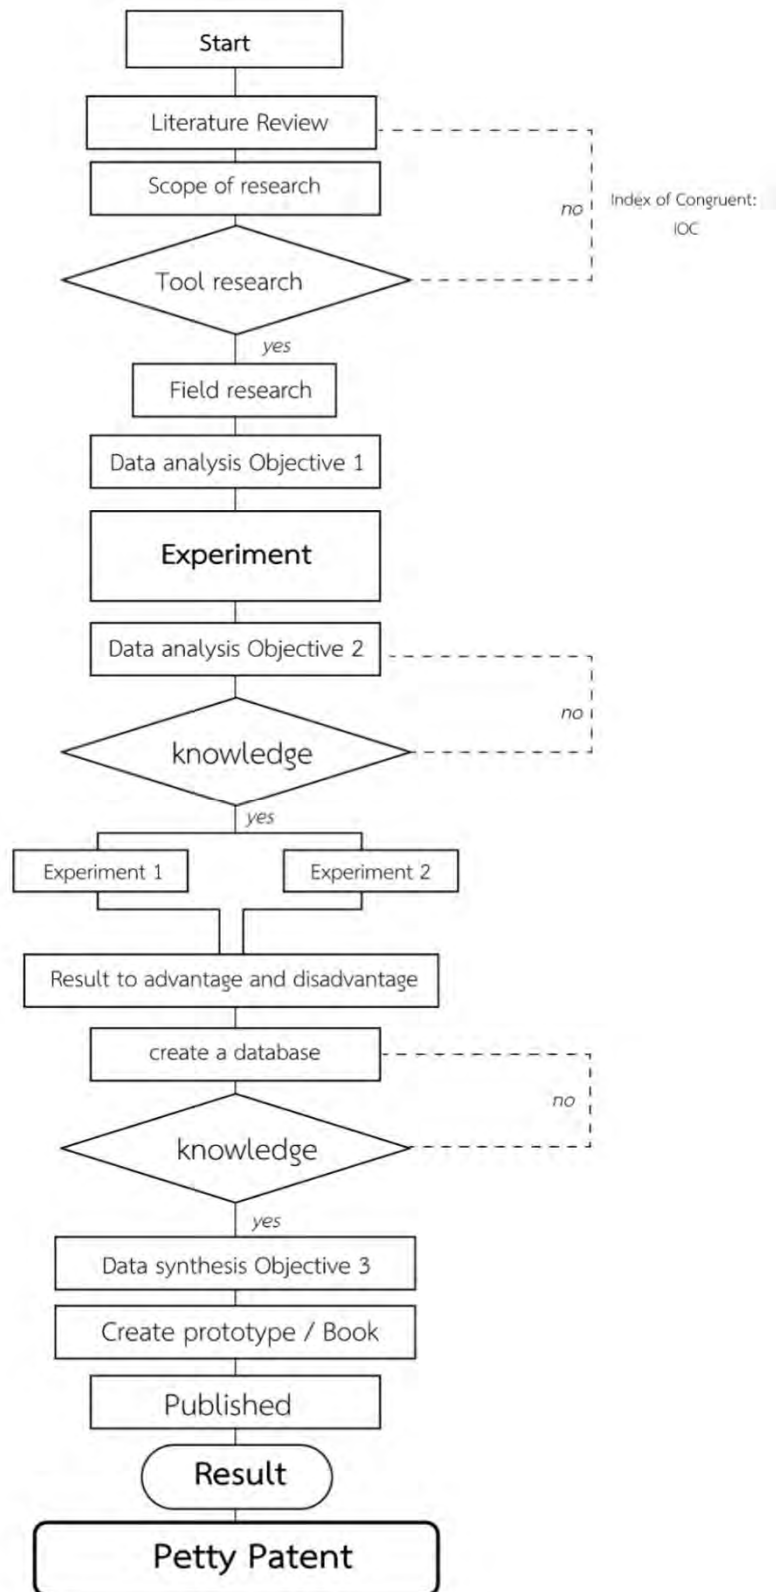 Start
Literature Review
Scope of research
no
Index of Congruent:
IOC
Tool research
yes
Field research
Data analysis Objective 1
Experiment
Data analysis Objective 2
no
knowledge
yes
Experiment 1
Experiment 2
Result to advantage and disadvantage
create a database
no
knowledge
yes
Data synthesis Objective 3
Create prototype / Book
Published
Result
Petty Patent